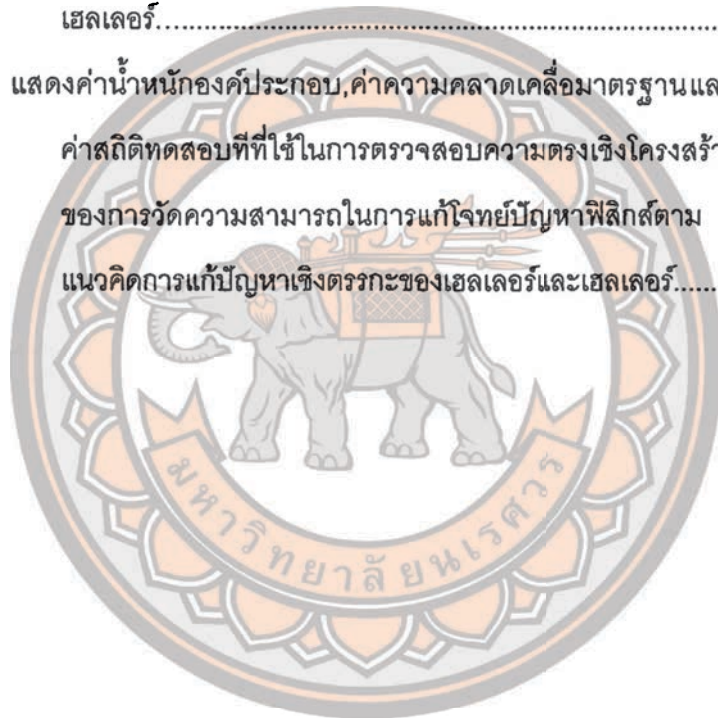 เฮลเลอร์.....................................................................................
แสดงค่าน้ำหนักองค์ประกอบ,ค่าความคลาดเคลื่อมาตรฐานและ
ค่าสถิติทดสอบทีที่ใช้ในการตรวจสอบความตรงเชิงโครงสร้า
ของการวัดความสามารถในการแก้โจทย์ปัญหาฟิสิกส์ตาม
แนวคิดการแก้ปัญหาเชิงตรรกะของเฮลเลอร์และเฮลเลอร์......
มหาวิทยาลัยนเรศวร